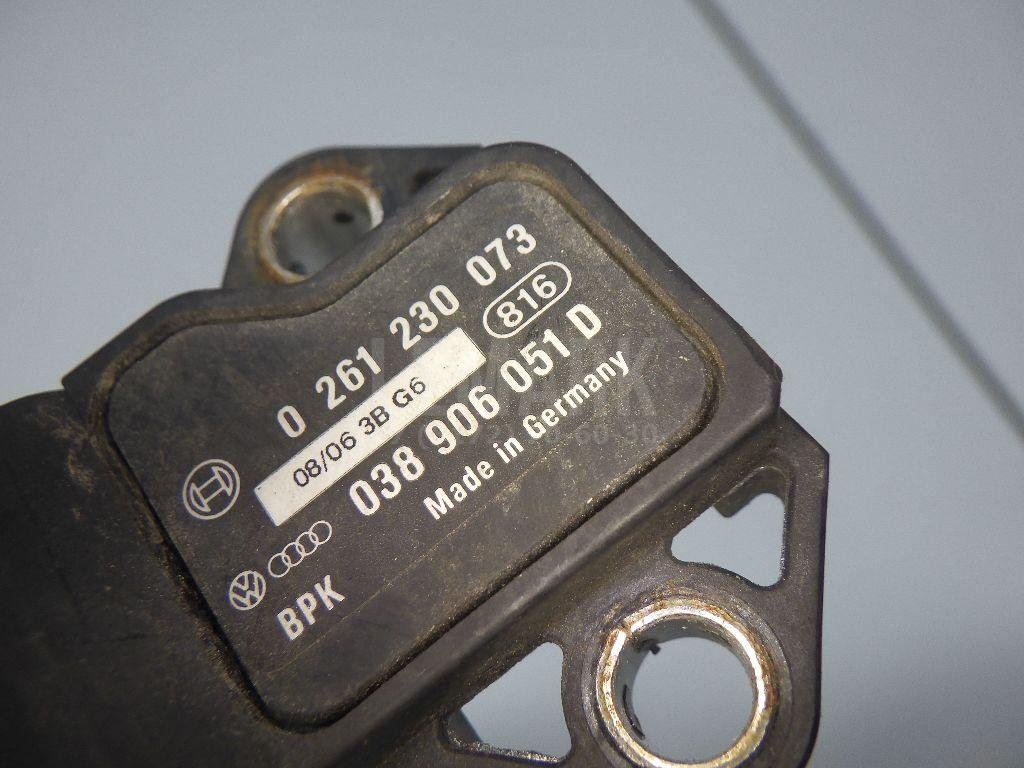 0 261 230 073
816
08/06 3B G6
038 906 051 D
Made in Germany
BPK